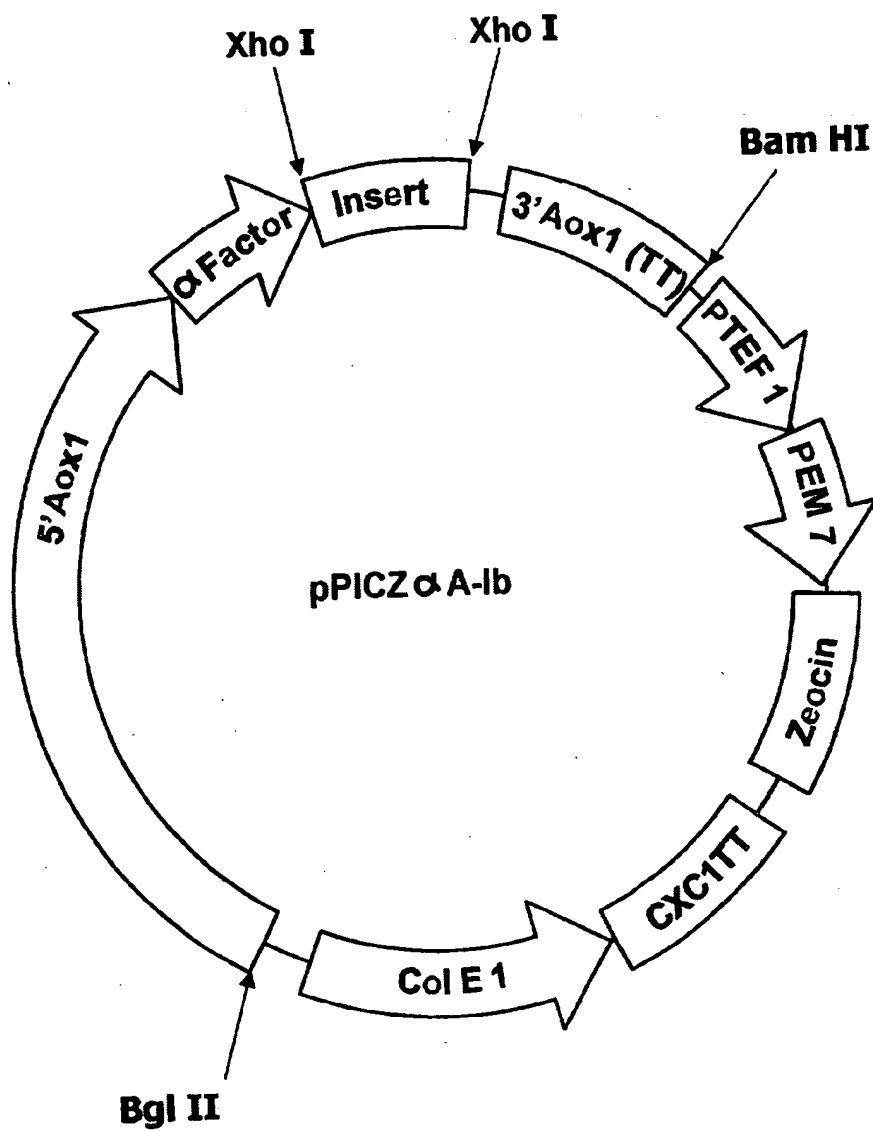 Xho I
Xho I
Bam HI
Insert
α Factor
3'Aox1 (TT)
PTEF 1
PEM 7
5'Aox1
pPICZ α A-Ib
Zeocin
CXC1TT
Col E 1
Bgl II